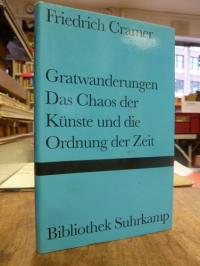 Friedrich Cramer
Gratwanderungen
Das Chaos der
Künste und die
Ordnung der Zeit
Bibliothek Suhrkamp